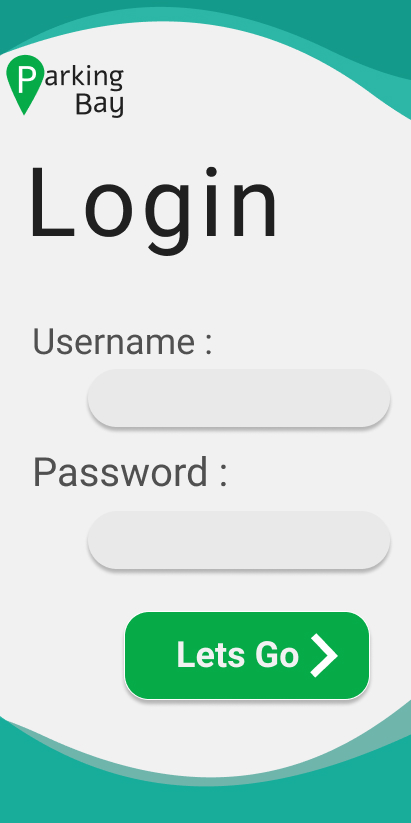 Parking
Bay
Login
Username :
Password :
Lets Go